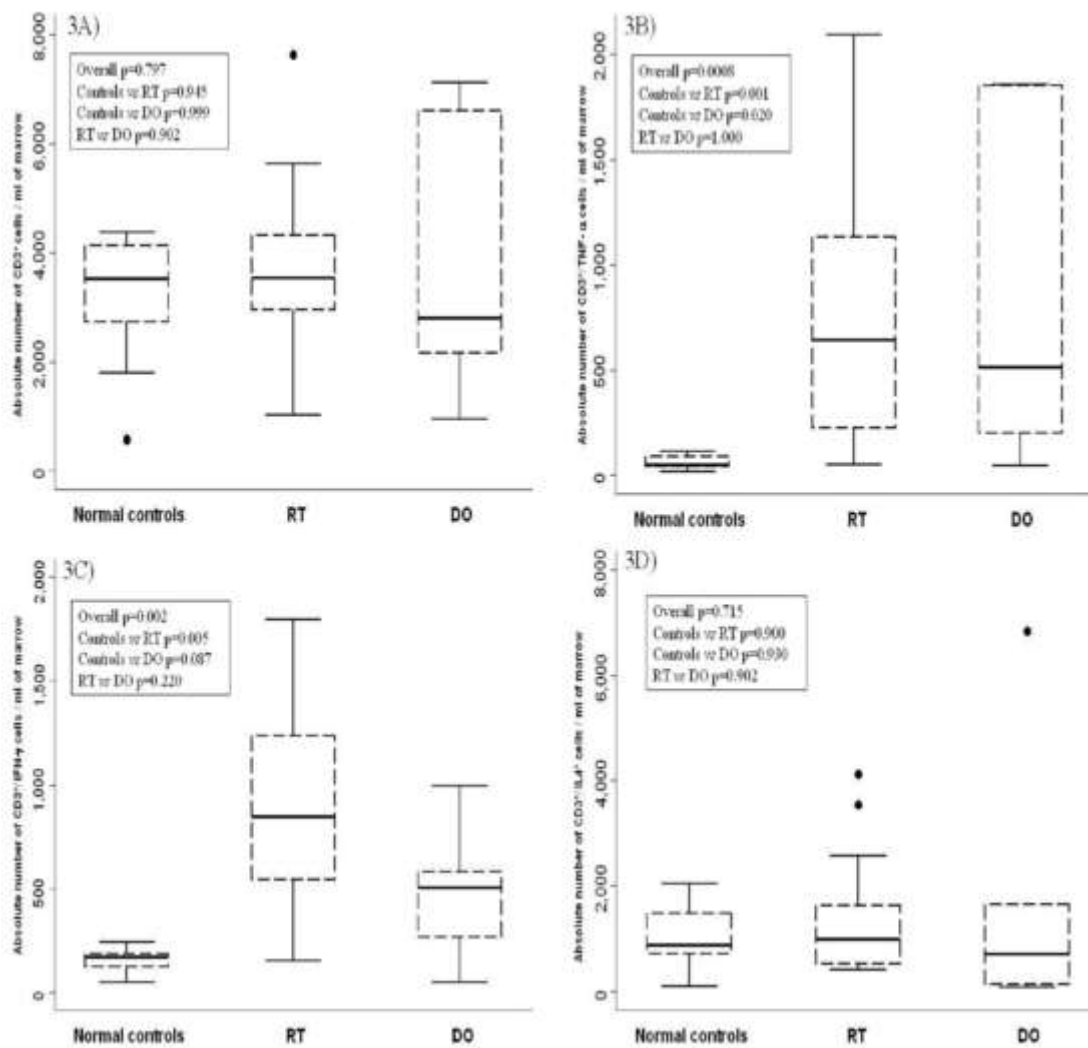 3A)
Absolute number of CD3⁺ cells / ml of marrow
8,000
6,000
4,000
2,000
0
Overall p=0.797
Controls vs RT p=0.945
Controls vs DO p=0.999
RT vs DO p=0.902
Normal controls RT DO
3B)
Absolute number of CD3⁺/TNF-α cells / ml of marrow
2,000
1,500
1,000
500
0
Overall p=0.0008
Controls vs RT p=0.001
Controls vs DO p=0.020
RT vs DO p=1.000
Normal controls RT DO
3C)
Absolute number of CD3⁺/IFN-γ cells / ml of marrow
2,000
1,500
1,000
500
0
Overall p=0.002
Controls vs RT p=0.005
Controls vs DO p=0.087
RT vs DO p=0.220
Normal controls RT DO
3D)
Absolute number of CD3⁺/IL4⁺ cells / ml of marrow
8,000
6,000
4,000
2,000
0
Overall p=0.715
Controls vs RT p=0.900
Controls vs DO p=0.930
RT vs DO p=0.902
Normal controls RT DO